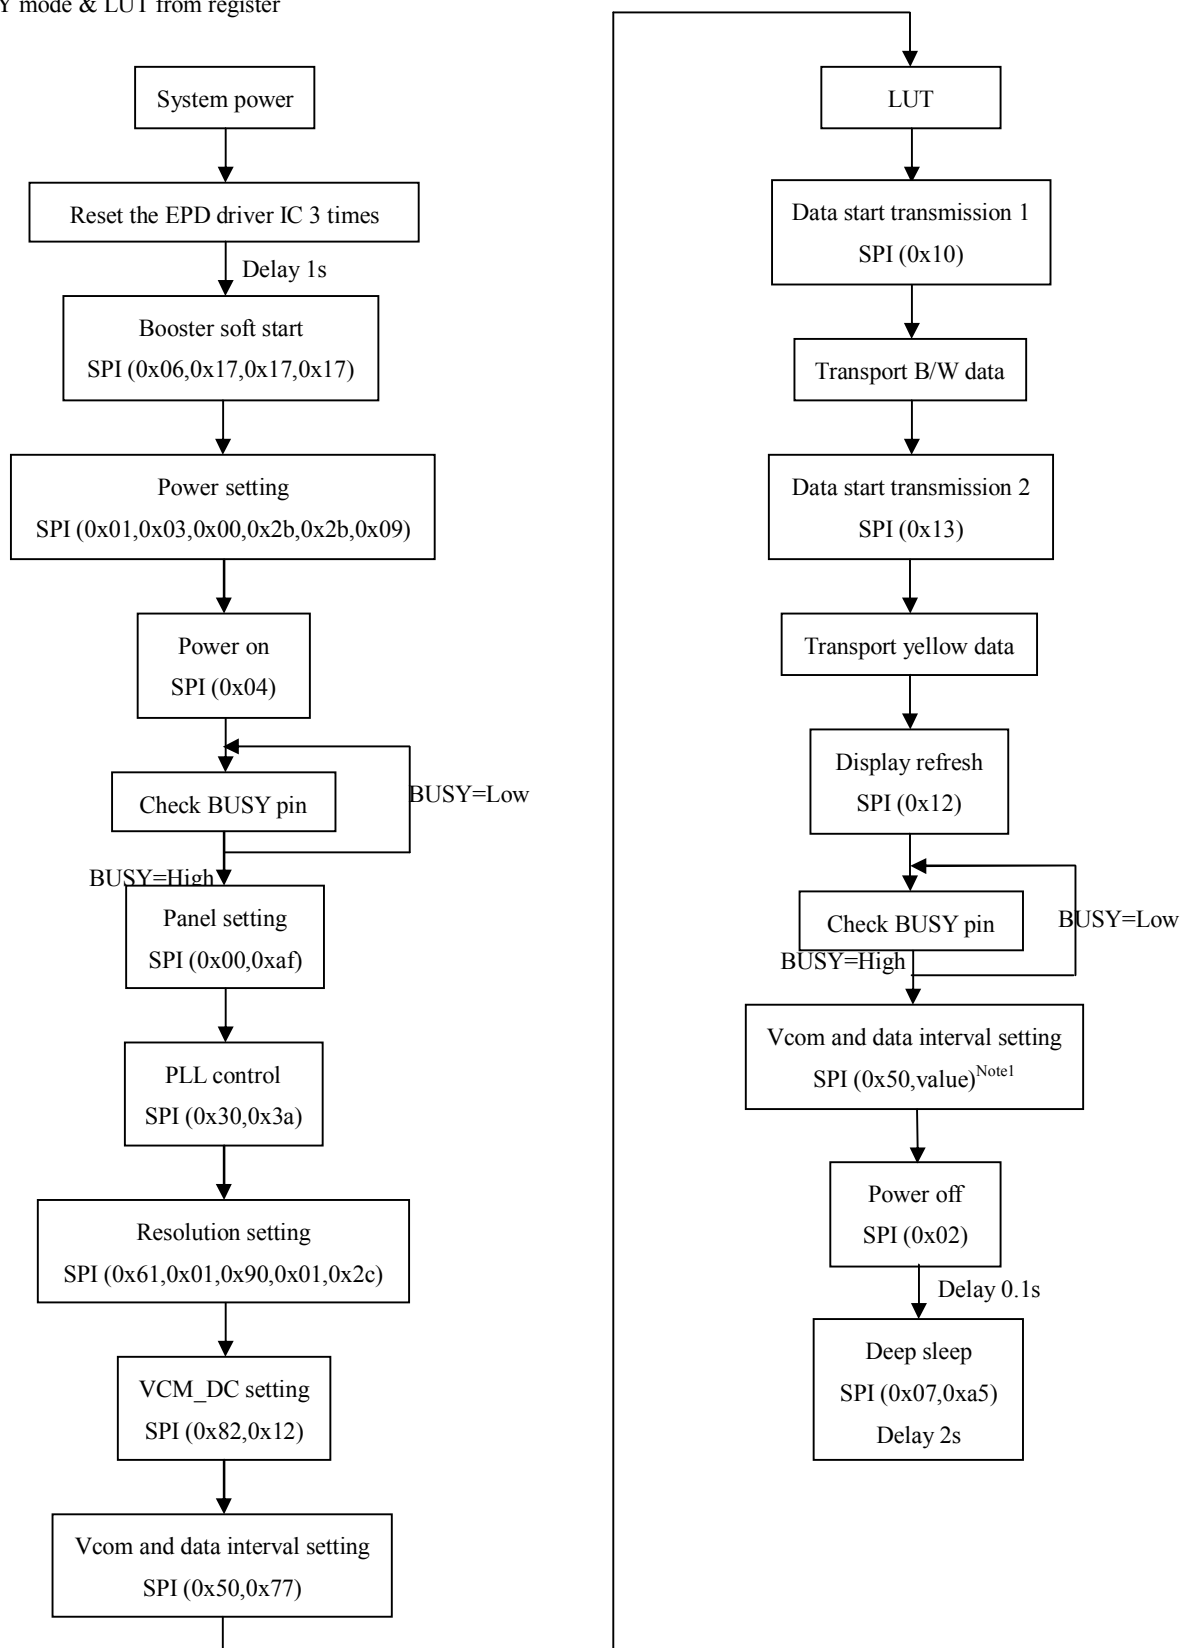 Y mode & LUT from register
System power
Reset the EPD driver IC 3 times
Delay 1s
Booster soft start
SPI (0x06,0x17,0x17,0x17)
Power setting
SPI (0x01,0x03,0x00,0x2b,0x2b,0x09)
Power on
SPI (0x04)
Check BUSY pin
BUSY=Low
BUSY=High
Panel setting
SPI (0x00,0xaf)
PLL control
SPI (0x30,0x3a)
Resolution setting
SPI (0x61,0x01,0x90,0x01,0x2c)
VCM_DC setting
SPI (0x82,0x12)
Vcom and data interval setting
SPI (0x50,0x77)
LUT
Data start transmission 1
SPI (0x10)
Transport B/W data
Data start transmission 2
SPI (0x13)
Transport yellow data
Display refresh
SPI (0x12)
Check BUSY pin
BUSY=Low
BUSY=High
Vcom and data interval setting
SPI (0x50,value)Note1
Power off
SPI (0x02)
Delay 0.1s
Deep sleep
SPI (0x07,0xa5)
Delay 2s